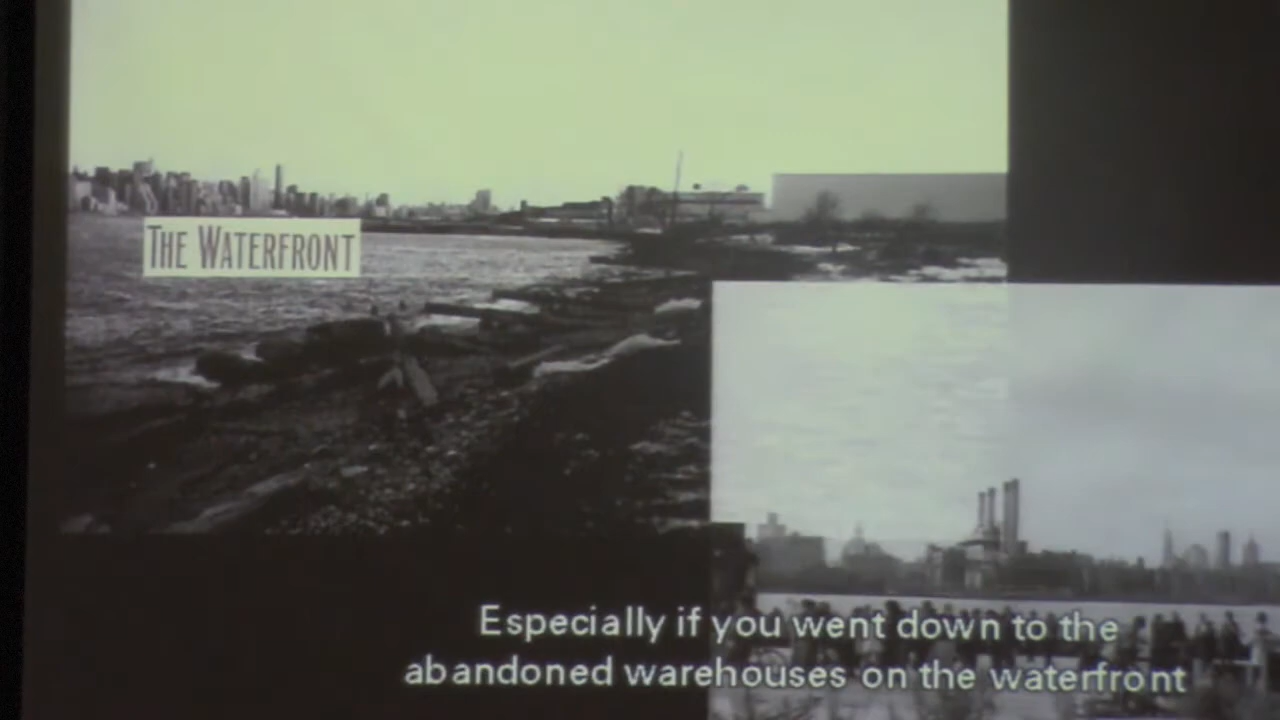 THE WATERFRONT
Especially if you went down to the
abandoned warehouses on the waterfront